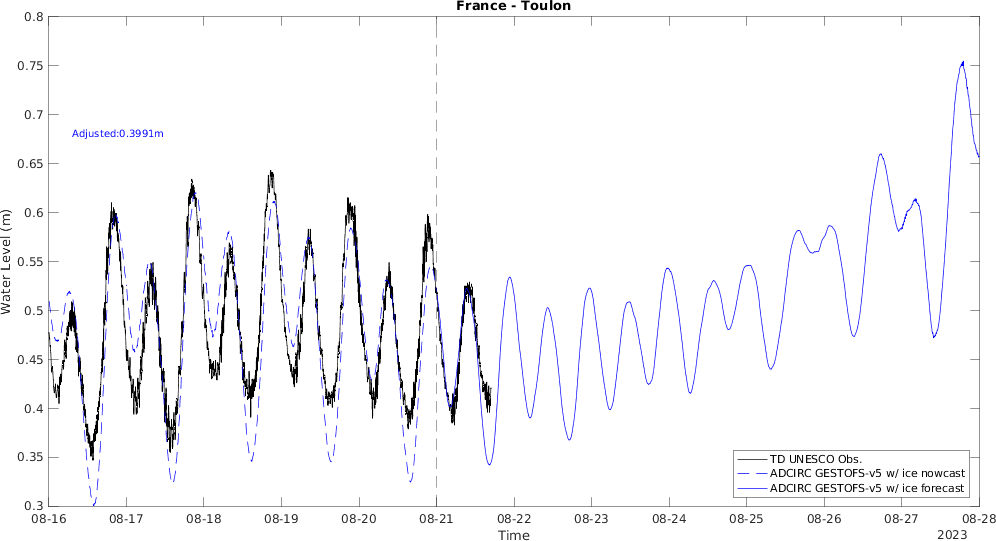 France - Toulon
0.8
0.75
0.7
0.65
0.6
0.55
0.5
0.45
0.4
0.35
0.3
Water Level (m)
Adjusted:0.3991m
TD UNESCO Obs.
ADCIRC GESTOFS-v5 w/ ice nowcast
ADCIRC GESTOFS-v5 w/ ice forecast
08-16 08-17 08-18 08-19 08-20 08-21 08-22 08-23 08-24 08-25 08-26 08-27 08-28
Time
2023